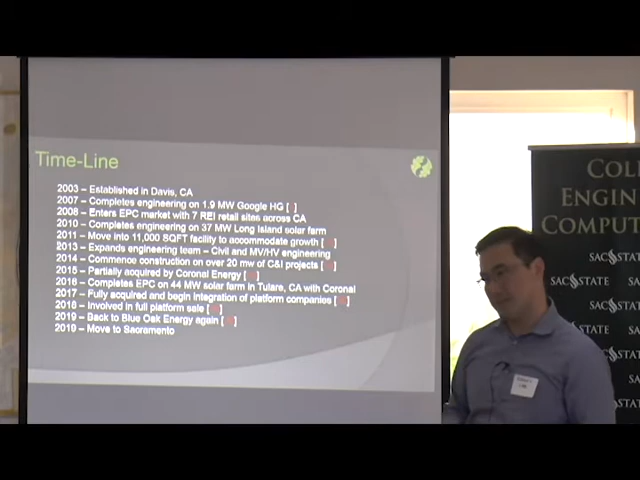 Time-Line
2003 – Established in Davis, CA
2007 – Completes engineering on 1.9 MW Google HG [ ]
2008 – Enters EPC market with 7 REI retail sites across CA
2010 – Completes engineering on 37 MW Long Island solar farm
2011 – Move into 11,000 SQFT facility to accommodate growth [ ]
2013 – Expands engineering team – Civil and MV/HV engineering
2014 – Commence construction on over 20 mw of C&I projects [ ]
2015 – Partially acquired by Coronal Energy [ ]
2016 – Completes EPC on 44 MW solar farm in Tulare, CA with Coronal
2017 – Fully acquired and begin integration of platform companies [ ]
2018 – Involved in full platform sale [ ]
2019 – Back to Blue Oak Energy again [ ]
2019 – Move to Sacramento
COL
ENGIN
COMPUT
SAC STATE
SAC STATE
SAC STATE
STATE SA
SAC STATE
STATE